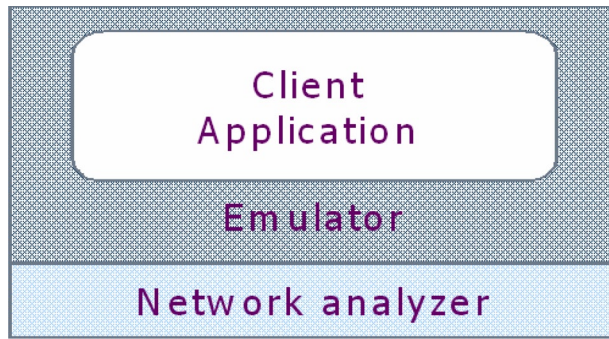 Client
Application
Emulator
Network analyzer